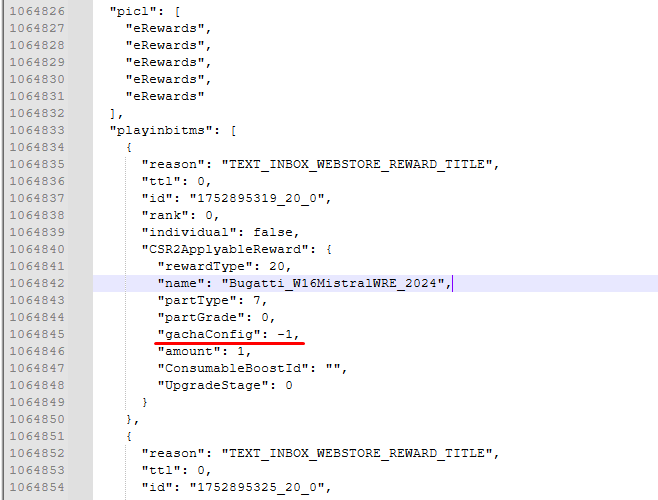 1064826 "picl": [
1064827 "eRewards",
1064828 "eRewards",
1064829 "eRewards",
1064830 "eRewards",
1064831 "eRewards"
1064832 ],
1064833 "playinbitms": [
1064834 {
1064835 "reason": "TEXT_INBOX_WEBSTORE_REWARD_TITLE",
1064836 "ttl": 0,
1064837 "id": "1752895319_20_0",
1064838 "rank": 0,
1064839 "individual": false,
1064840 "CSR2ApplyableReward": {
1064841 "rewardType": 20,
1064842 "name": "Bugatti_W16MistralWRE_2024",
1064843 "partType": 7,
1064844 "partGrade": 0,
1064845 "gachaConfig": -1,
1064846 "amount": 1,
1064847 "ConsumableBoostId": "",
1064848 "UpgradeStage": 0
1064849 }
1064850 },
1064851 {
1064852 "reason": "TEXT_INBOX_WEBSTORE_REWARD_TITLE",
1064853 "ttl": 0,
1064854 "id": "1752895325_20_0",